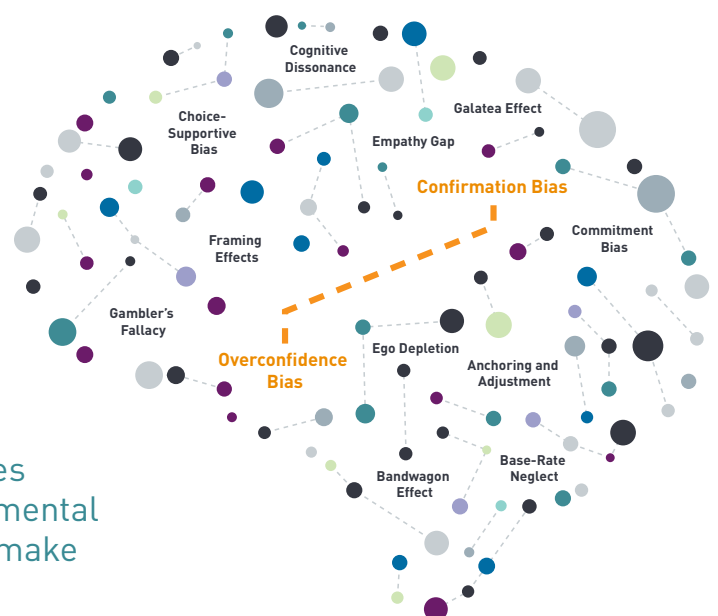 Cognitive
Dissonance
Galatea Effect
Choice-
Supportive
Bias
Empathy Gap
Confirmation Bias
Commitment
Bias
Framing
Effects
Gambler's
Fallacy
Overconfidence
Bias
Ego Depletion
Anchoring and
Adjustment
Bandwagon
Effect
Base-Rate
Neglect
es
mental
make